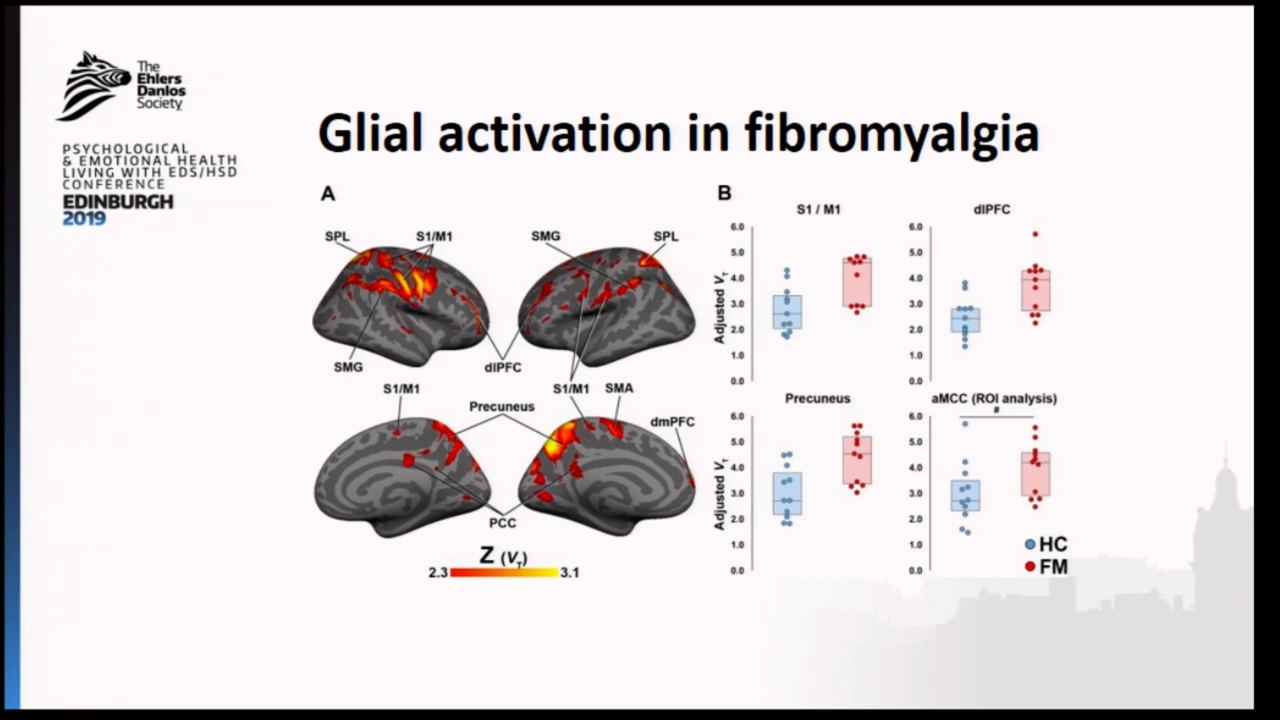 The
Ehlers
Danlos
Society
PSYCHOLOGICAL
& EMOTIONAL HEALTH
LIVING WITH EDS/HSD
CONFERENCE
EDINBURGH
2019
Glial activation in fibromyalgia
A
SPL
S1/M1
SMG
SPL
SMG
dlPFC
S1/M1
S1/M1
SMA
Precuneus
dmPFC
PCC
Z (VT)
2.3
3.1
B
S1 / M1
Adjusted VT
6.0
5.0
4.0
3.0
2.0
1.0
0.0
dlPFC
6.0
5.0
4.0
3.0
2.0
1.0
0.0
Precuneus
Adjusted VT
6.0
5.0
4.0
3.0
2.0
1.0
0.0
aMCC (ROI analysis)
#
6.0
5.0
4.0
3.0
2.0
1.0
0.0
HC
FM